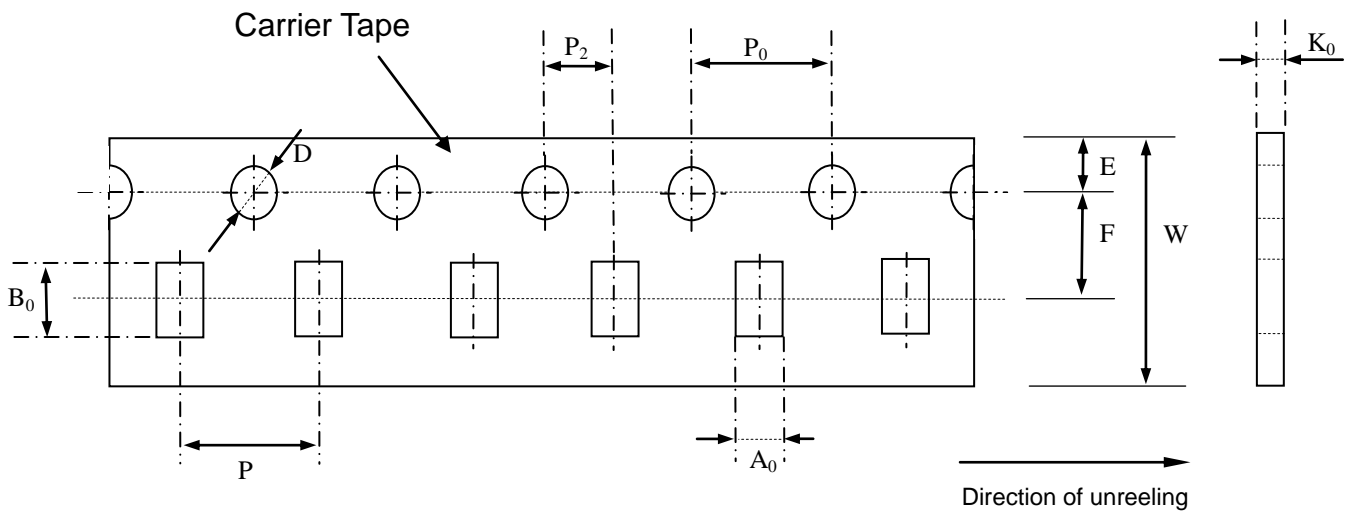 Carrier Tape
P₂
P₀
K₀
D
E
F
W
B₀
P
A₀
Direction of unreeling